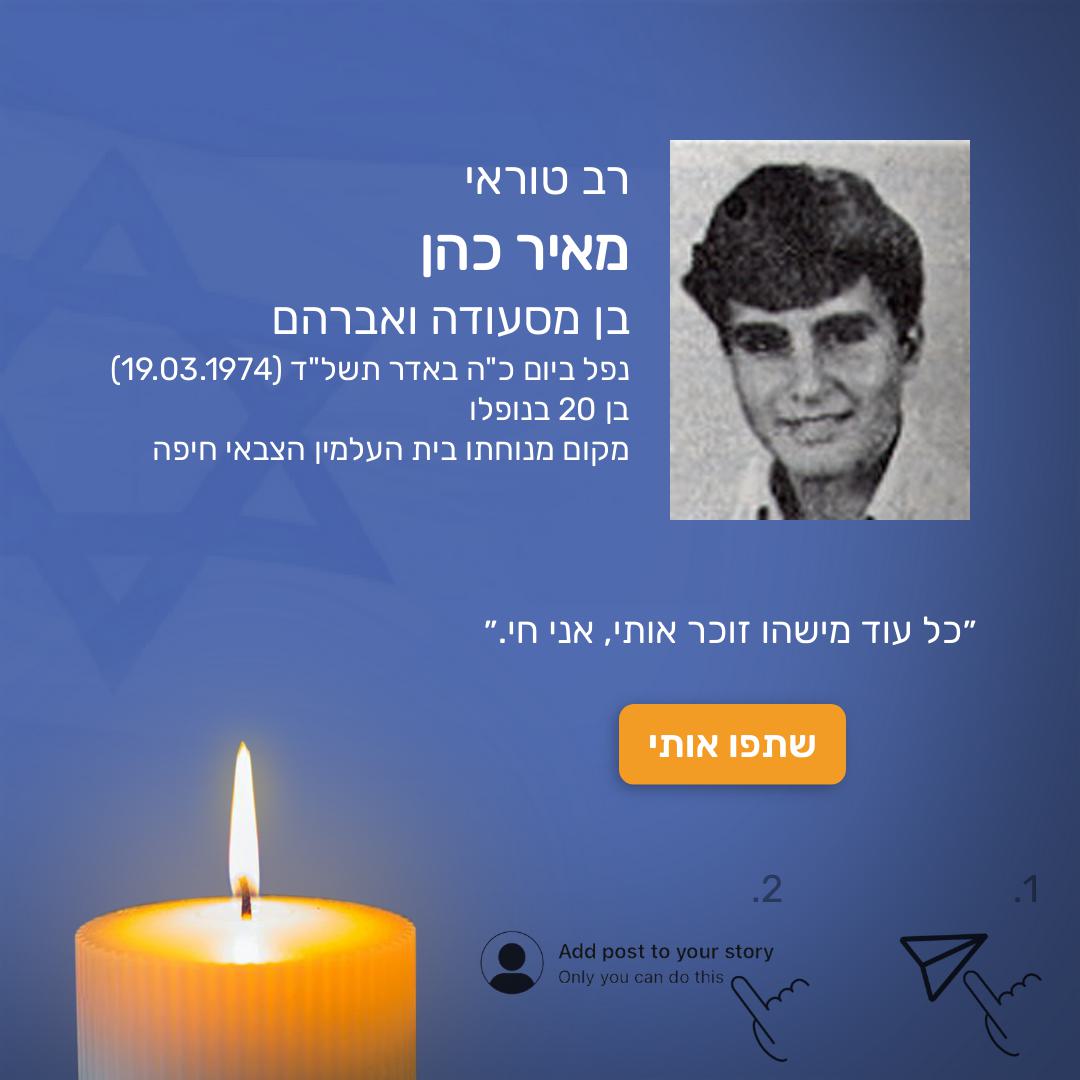 רב טוראי
מאיר כהן
בן מסעודה ואברהם
נפל ביום כ"ה באדר תשל"ד (19.03.1974)
בן 20 בנופלו
מקום מנוחתו בית העלמין הצבאי חיפה
״כל עוד מישהו זוכר אותי, אני חי.״
שתפו אותי
1.
2.
Add post to your story
Only you can do this